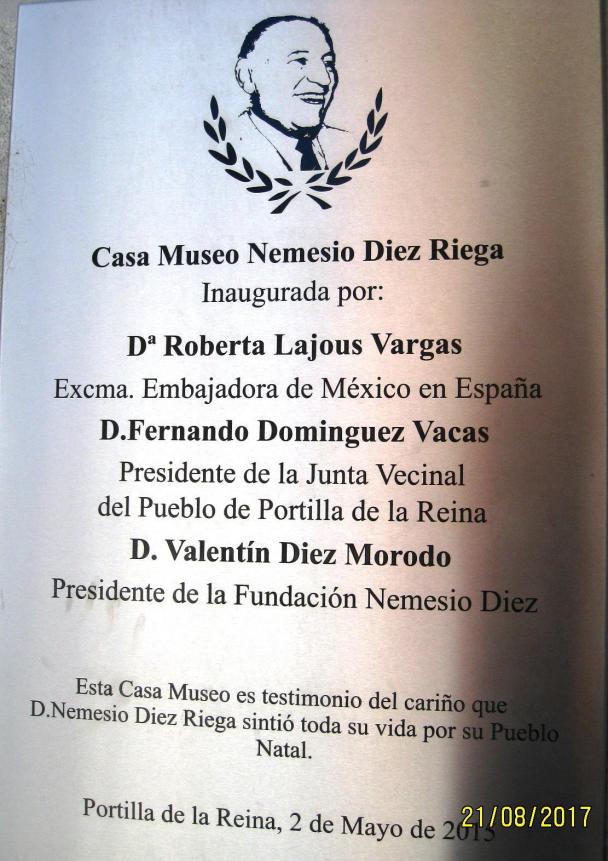 Casa Museo Nemesio Diez Riega
Inaugurada por:
Dª Roberta Lajous Vargas
Excma. Embajadora de México en España
D.Fernando Dominguez Vacas
Presidente de la Junta Vecinal
del Pueblo de Portilla de la Reina
D. Valentín Diez Morodo
Presidente de la Fundación Nemesio Diez
Esta Casa Museo es testimonio del cariño que
D.Nemesio Diez Riega sintió toda su vida por su Pueblo
Natal.
Portilla de la Reina, 2 de Mayo de 2015
21/08/2017